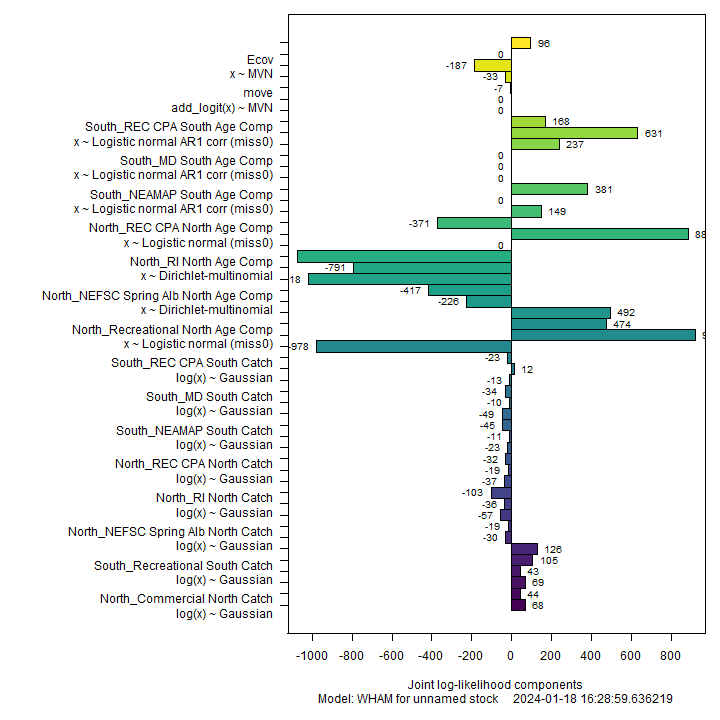 96
0
Ecov
-187
x ~ MVN
-33
-7
move
0
add_logit(x) ~ MVN
0
168
South_REC CPA South Age Comp
631
x ~ Logistic normal AR1 corr (miss0)
237
0
South_MD South Age Comp
0
x ~ Logistic normal AR1 corr (miss0)
0
381
South_NEAMAP South Age Comp
0
x ~ Logistic normal AR1 corr (miss0)
149
-371
North_REC CPA North Age Comp
88
x ~ Logistic normal (miss0)
0
North_RI North Age Comp
-791
x ~ Dirichlet-multinomial
18
-417
North_NEFSC Spring Alb North Age Comp
-226
x ~ Dirichlet-multinomial
492
474
North_Recreational North Age Comp
9
x ~ Logistic normal (miss0)
-978
-23
South_REC CPA South Catch
12
log(x) ~ Gaussian
-13
-34
South_MD South Catch
-10
log(x) ~ Gaussian
-49
-45
South_NEAMAP South Catch
-11
log(x) ~ Gaussian
-23
-32
North_REC CPA North Catch
-19
log(x) ~ Gaussian
-37
-103
North_RI North Catch
-36
log(x) ~ Gaussian
-57
-19
North_NEFSC Spring Alb North Catch
-30
log(x) ~ Gaussian
126
105
South_Recreational South Catch
43
log(x) ~ Gaussian
69
44
North_Commercial North Catch
68
log(x) ~ Gaussian
-1000 -800 -600 -400 -200 0 200 400 600 800
Joint log-likelihood components
Model: WHAM for unnamed stock 2024-01-18 16:28:59.636219